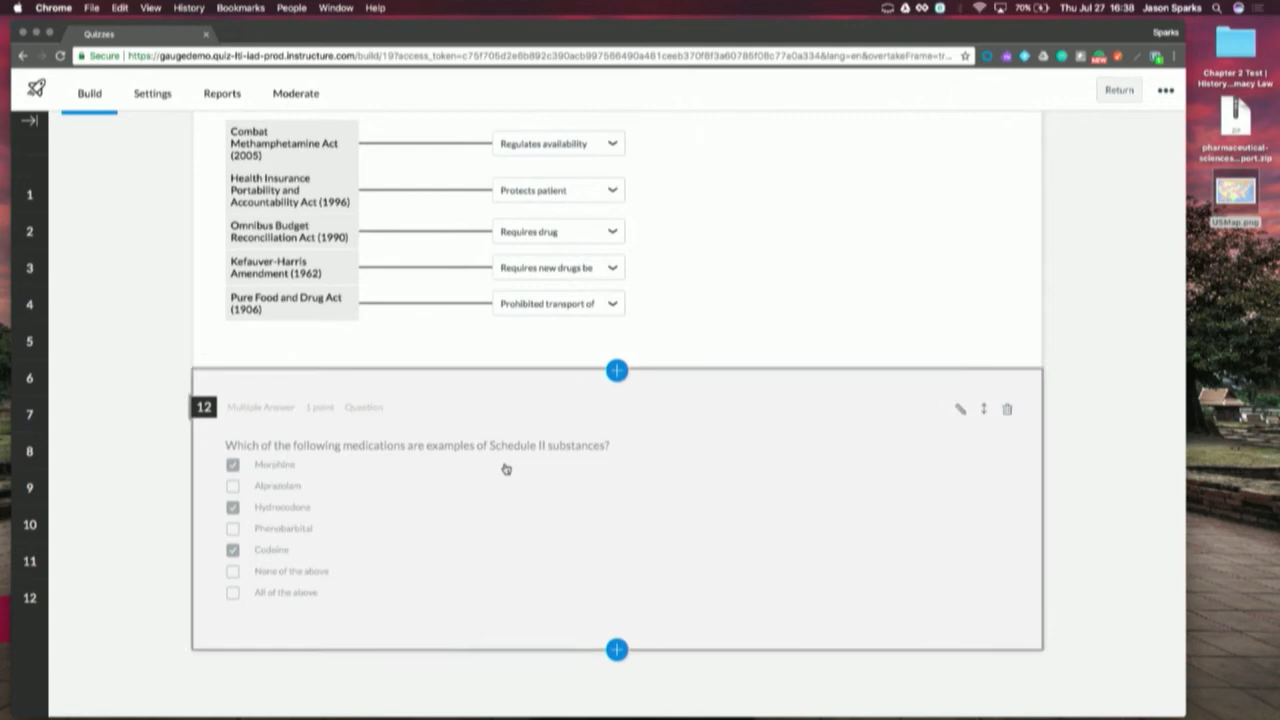 Chrome File Edit View History Bookmarks People Window Help 70% Thu Jul 27 16:38 Jason Sparks
Quizzes Sparks
Secure https://gaugedemo.quiz-lti-iad-prod.instructure.com/build/19?access_token=
Build Settings Reports Moderate Return
Chapter 2 Test |
History...macy Law
pharmaceutical-
sciences...port.zip
USMap.png
Combat
Methamphetamine Act
(2005)
Regulates availability
Health Insurance
Portability and
Accountability Act (1996)
Protects patient
Omnibus Budget
Reconciliation Act (1990)
Requires drug
Kefauver-Harris
Amendment (1962)
Requires new drugs be
Pure Food and Drug Act
(1906)
Prohibited transport of
1
2
3
4
5
6
7
8
9
10
11
12
12 Multiple Answer 1 point Question
Which of the following medications are examples of Schedule II substances?
Morphine
Alprazolam
Hydrocodone
Phenobarbital
Codeine
None of the above
All of the above